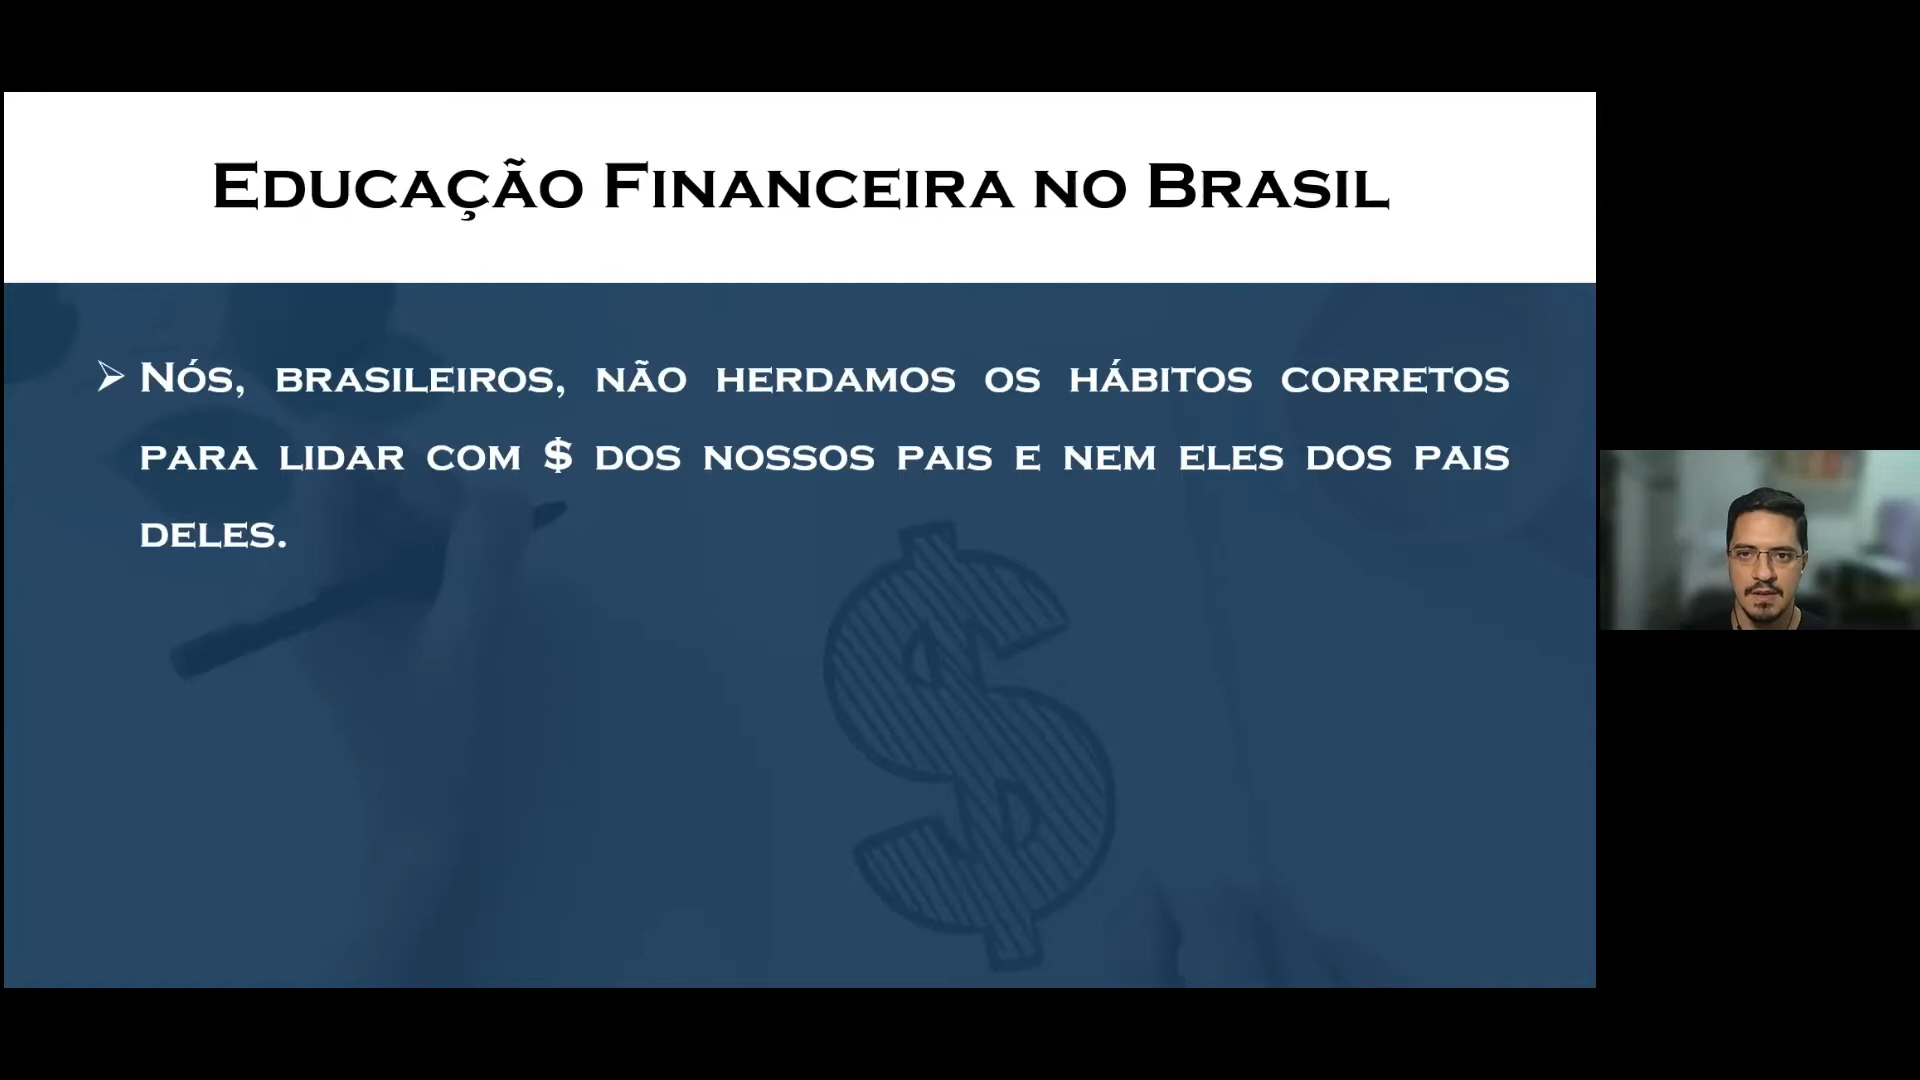 Educação Financeira no Brasil
➢ Nós, brasileiros, não herdamos os hábitos corretos
para lidar com $ dos nossos pais e nem eles dos pais
deles.